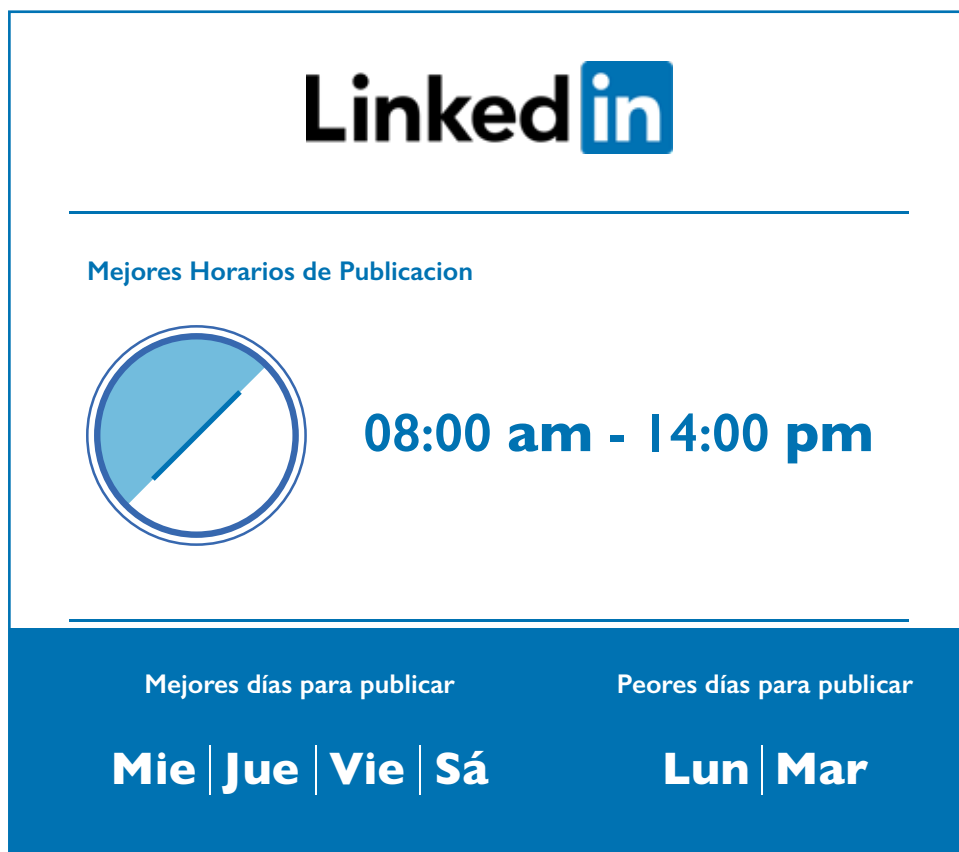 Linkedin
Mejores Horarios de Publicacion
08:00 am - 14:00 pm
Mejores días para publicar
Peores días para publicar
Mie | Jue | Vie | Sá
Lun | Mar